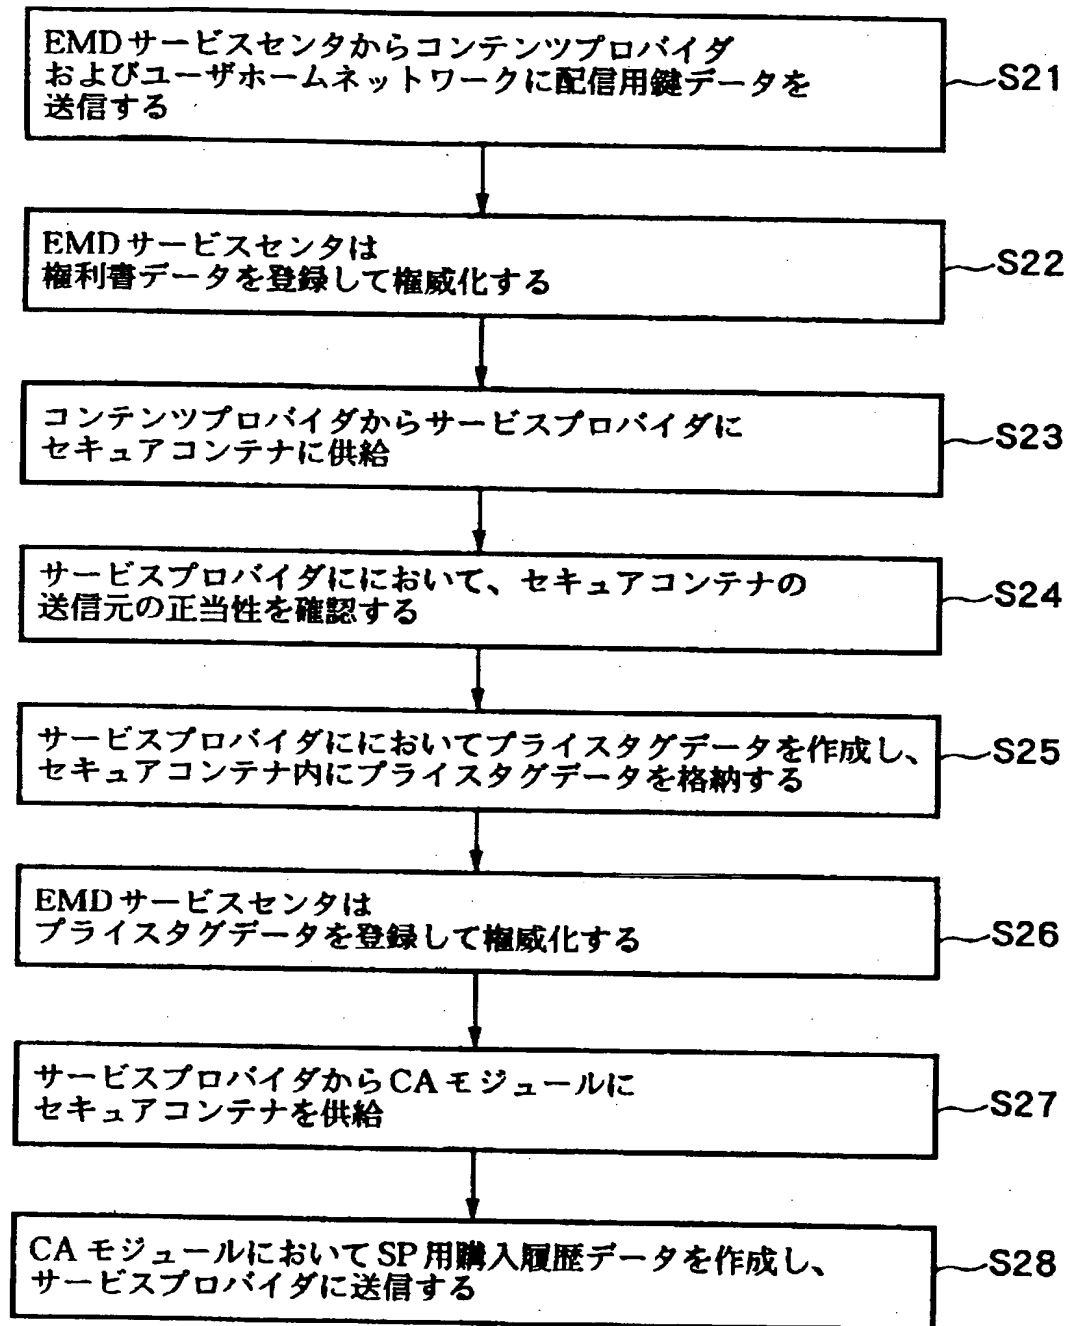 EMDサービスセンタからコンテンツプロバイダ
およびユーザホームネットワークに配信用鍵データを
送信する
S21
EMDサービスセンタは
権利書データを登録して権威化する
S22
コンテンツプロバイダからサービスプロバイダに
セキュアコンテナに供給
S23
サービスプロバイダににおいて、セキュアコンテナの
送信元の正当性を確認する
S24
サービスプロバイダににおいてプライスタグデータを作成し、
セキュアコンテナ内にプライスタグデータを格納する
S25
EMDサービスセンタは
プライスタグデータを登録して権威化する
S26
サービスプロバイダからCAモジュールに
セキュアコンテナを供給
S27
CAモジュールにおいてSP用購入履歴データを作成し、
サービスプロバイダに送信する
S28